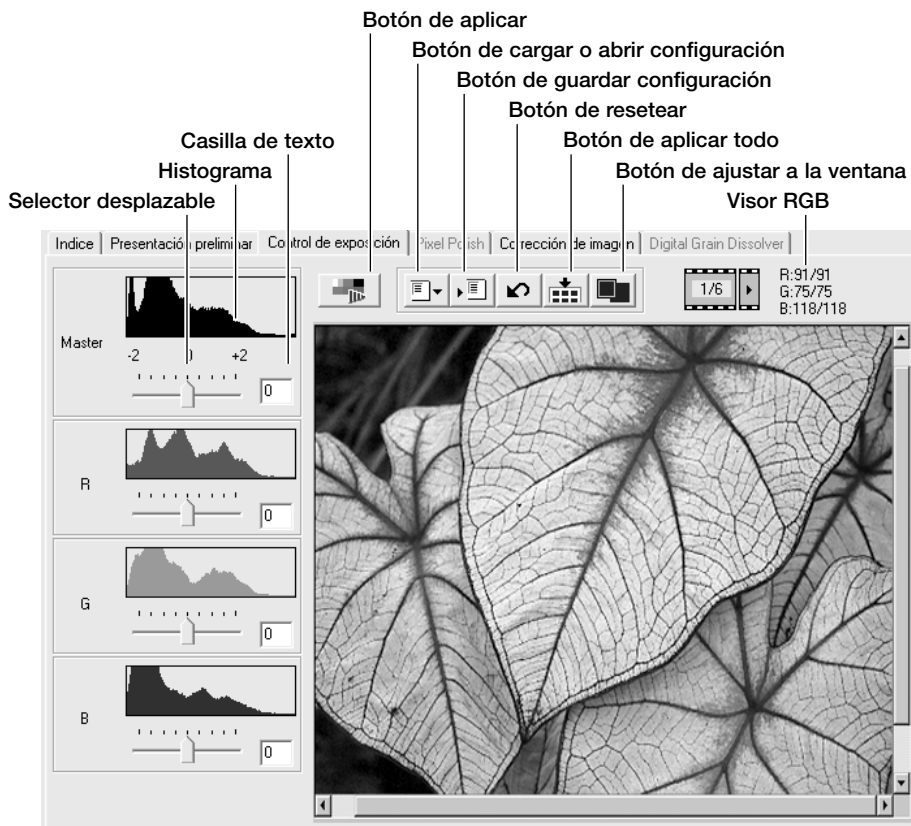 Botón de aplicar
Botón de cargar o abrir configuración
Botón de guardar configuración
Botón de resetear
Casilla de texto
Botón de aplicar todo
Histograma
Botón de ajustar a la ventana
Selector desplazable
Visor RGB
Indice Presentación preliminar Control de exposición Pixel Polish Corrección de imagen Digital Grain Dissolver
1/6
R:91/91
G:75/75
B:118/118
Master
-2 0 +2
0
R
0
G
0
B
0